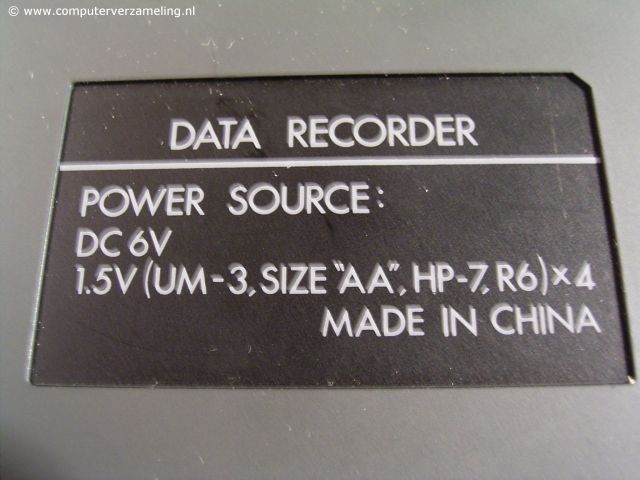 © www.computerverzameling.nl
DATA RECORDER
POWER SOURCE:
DC 6V
1.5V (UM-3, SIZE "AA", HP-7, R6)×4
MADE IN CHINA